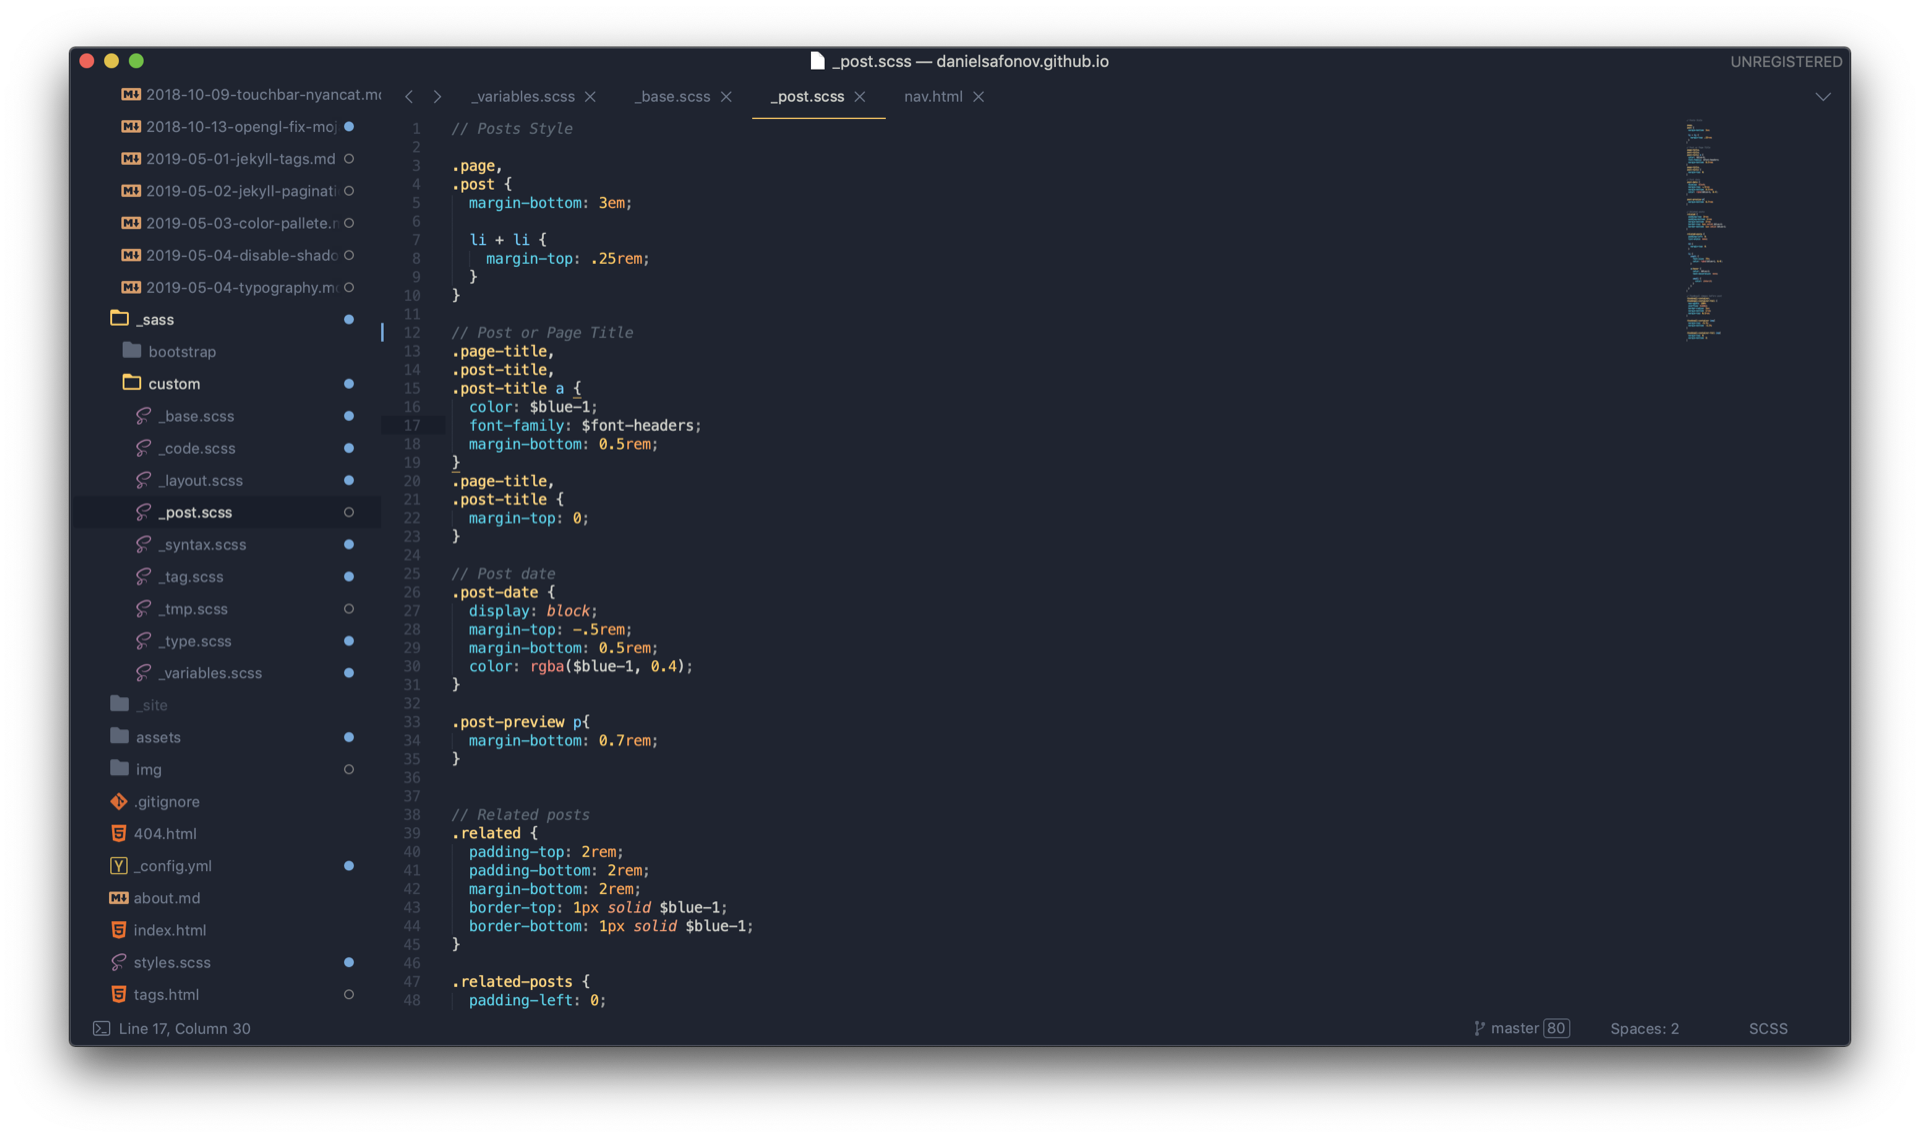 _post.scss — danielsafonov.github.io
UNREGISTERED
2018-10-09-touchbar-nyancat.md
2018-10-13-opengl-fix-moj
2019-05-01-jekyll-tags.md
2019-05-02-jekyll-paginati
2019-05-03-color-pallete.
2019-05-04-disable-shado
2019-05-04-typography.m
_sass
bootstrap
custom
_base.scss
_code.scss
_layout.scss
_post.scss
_syntax.scss
_tag.scss
_tmp.scss
_type.scss
_variables.scss
_site
assets
img
.gitignore
404.html
_config.yml
about.md
index.html
styles.scss
tags.html
_variables.scss
_base.scss
_post.scss
nav.html
1 // Posts Style
2
3 .page,
4 .post {
5 margin-bottom: 3em;
6
7 li + li {
8 margin-top: .25rem;
9 }
10 }
11
12 // Post or Page Title
13 .page-title,
14 .post-title,
15 .post-title a {
16 color: $blue-1;
17 font-family: $font-headers;
18 margin-bottom: 0.5rem;
19 }
20 .page-title,
21 .post-title {
22 margin-top: 0;
23 }
24
25 // Post date
26 .post-date {
27 display: block;
28 margin-top: -.5rem;
29 margin-bottom: 0.5rem;
30 color: rgba($blue-1, 0.4);
31 }
32
33 .post-preview p{
34 margin-bottom: 0.7rem;
35 }
36
37
38 // Related posts
39 .related {
40 padding-top: 2rem;
41 padding-bottom: 2rem;
42 margin-bottom: 2rem;
43 border-top: 1px solid $blue-1;
44 border-bottom: 1px solid $blue-1;
45 }
46
47 .related-posts {
48 padding-left: 0;
Line 17, Column 30
master 80
Spaces: 2
SCSS